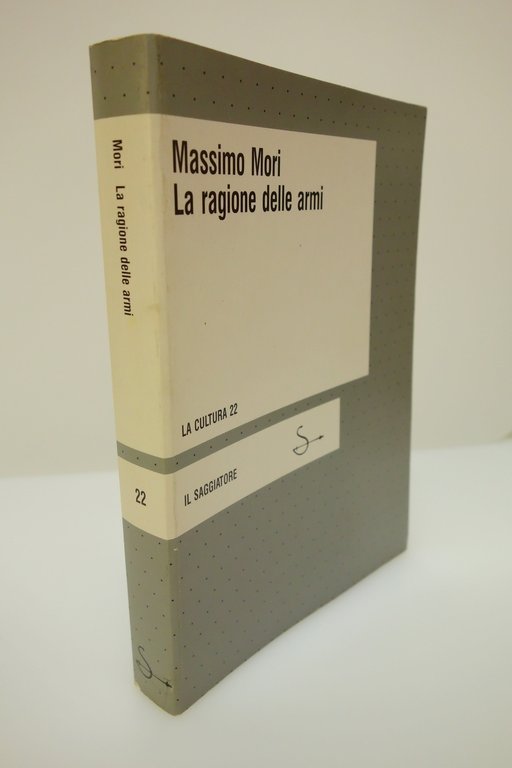 Mori La ragione delle armi
22
Massimo Mori
La ragione delle armi
LA CULTURA 22
IL SAGGIATORE